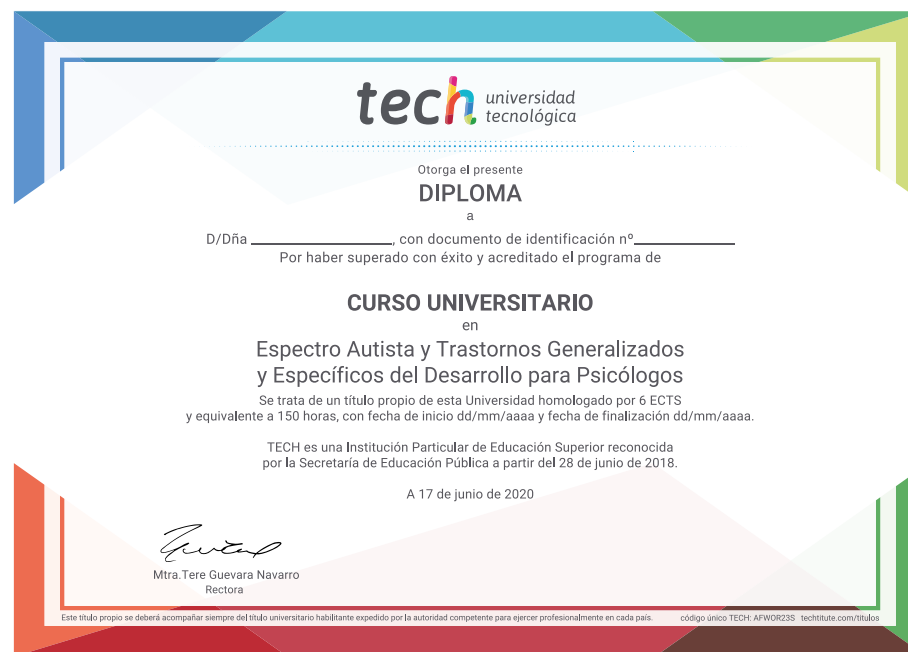 tech universidad
tecnológica
Otorga el presente
DIPLOMA
a
D/Dña ____________________, con documento de identificación nº______________
Por haber superado con éxito y acreditado el programa de
CURSO UNIVERSITARIO
en
Espectro Autista y Trastornos Generalizados
y Específicos del Desarrollo para Psicólogos
Se trata de un título propio de esta Universidad homologado por 6 ECTS
y equivalente a 150 horas, con fecha de inicio dd/mm/aaaa y fecha de finalización dd/mm/aaaa.
TECH es una Institución Particular de Educación Superior reconocida
por la Secretaría de Educación Pública a partir del 28 de junio de 2018.
A 17 de junio de 2020
Mtra.Tere Guevara Navarro
Rectora
Este título propio se deberá acompañar siempre del título universitario habilitante expedido por la autoridad competente para ejercer profesionalmente en cada país. código único TECH: AFWOR23S techtitute.com/titulos